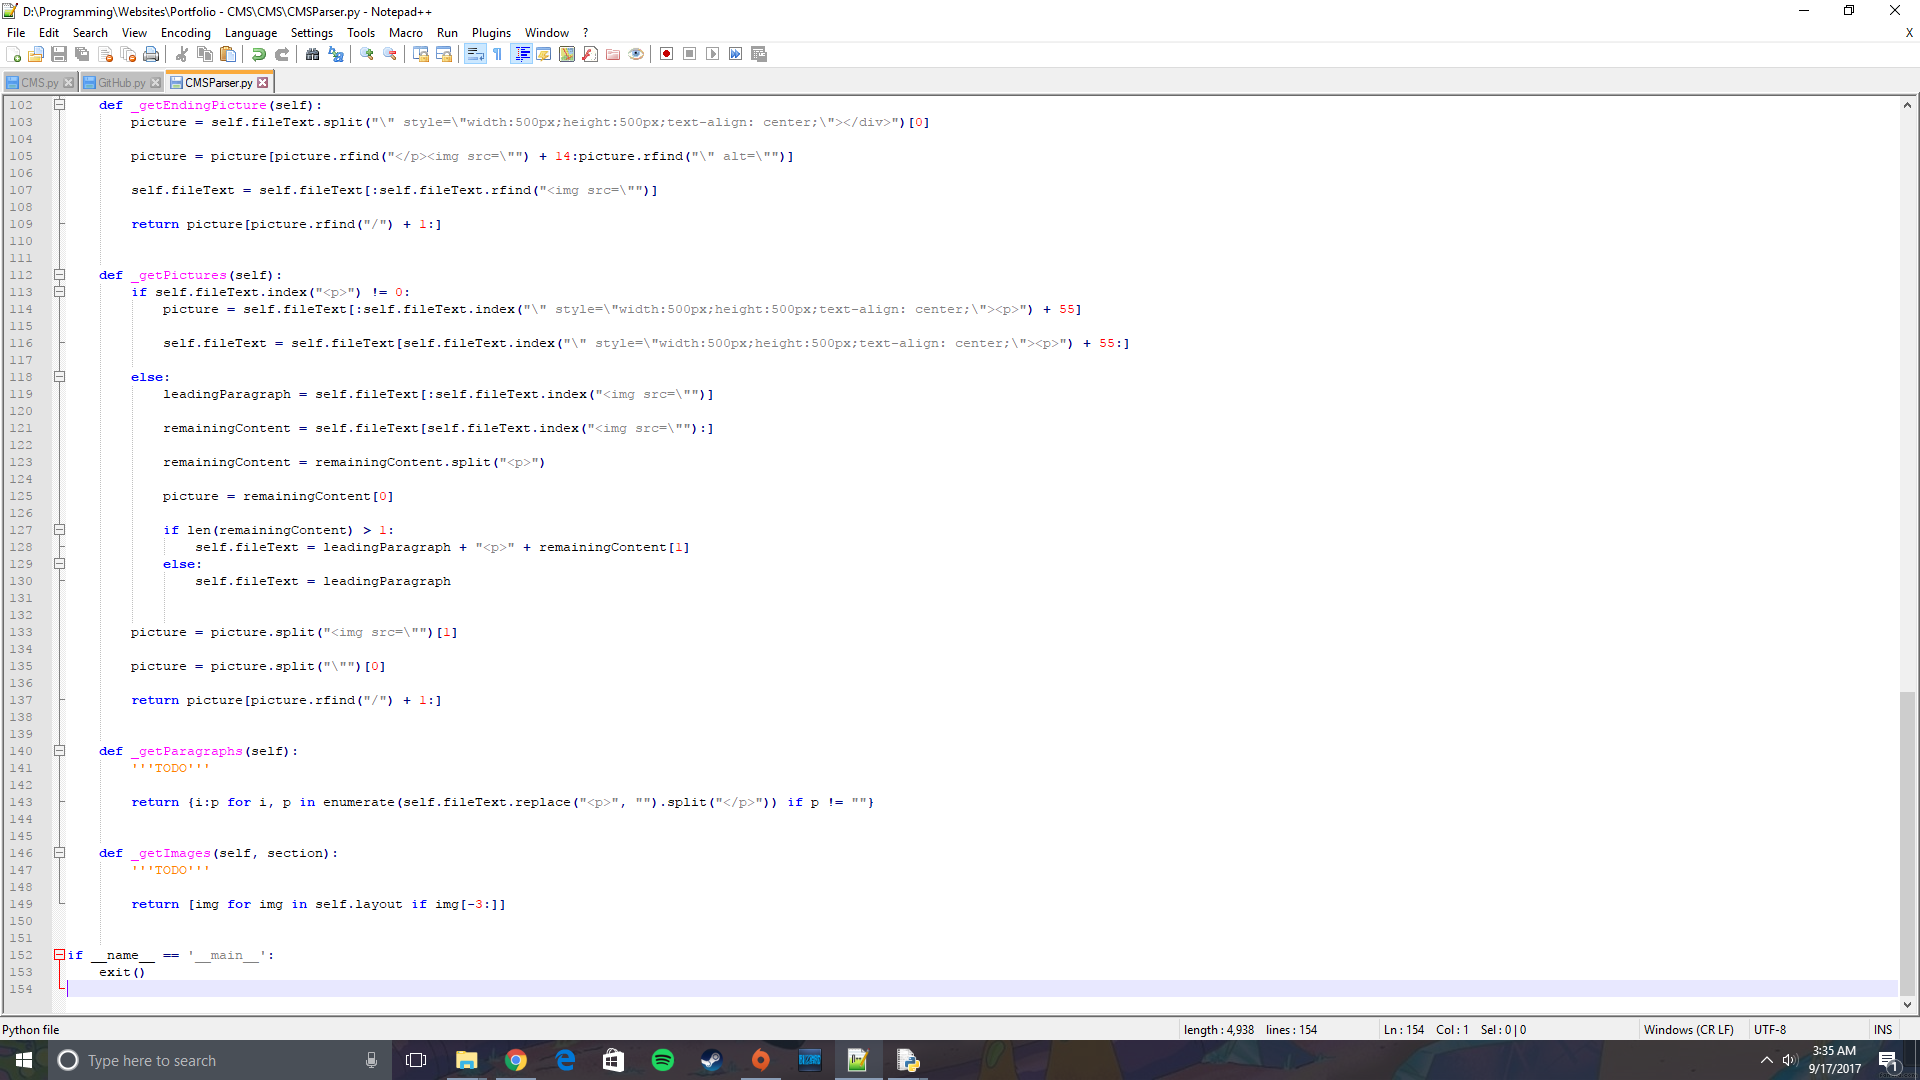 D:\Programming\Websites\Portfolio - CMS\CMS\CMSParser.py - Notepad++
File Edit Search View Encoding Language Settings Tools Macro Run Plugins Window ? X
CMS.py GitHub.py CMSParser.py
102 def _getEndingPicture(self):
103 picture = self.fileText.split("\" style=\"width:500px;height:500px;text-align: center;\"></div>")[0]
104
105 picture = picture[picture.rfind("</p><img src=\"") + 14:picture.rfind("\" alt=\"")]
106
107 self.fileText = self.fileText[:self.fileText.rfind("<img src=\"")]
108
109 return picture[picture.rfind("/") + 1:]
110
111
112 def _getPictures(self):
113 if self.fileText.index("<p>") != 0:
114 picture = self.fileText[:self.fileText.index("\" style=\"width:500px;height:500px;text-align: center;\"><p>") + 55]
115
116 self.fileText = self.fileText[self.fileText.index("\" style=\"width:500px;height:500px;text-align: center;\"><p>") + 55:]
117
118 else:
119 leadingParagraph = self.fileText[:self.fileText.index("<img src=\"")]
120
121 remainingContent = self.fileText[self.fileText.index("<img src=\""):]
122
123 remainingContent = remainingContent.split("<p>")
124
125 picture = remainingContent[0]
126
127 if len(remainingContent) > 1:
128 self.fileText = leadingParagraph + "<p>" + remainingContent[1]
129 else:
130 self.fileText = leadingParagraph
131
132
133 picture = picture.split("<img src=\"")[1]
134
135 picture = picture.split("\"")[0]
136
137 return picture[picture.rfind("/") + 1:]
138
139
140 def _getParagraphs(self):
141 '''TODO'''
142
143 return {i:p for i, p in enumerate(self.fileText.replace("<p>", "").split("</p>")) if p != ""}
144
145
146 def _getImages(self, section):
147 '''TODO'''
148
149 return [img for img in self.layout if img[-3:]]
150
151
152 if __name__ == '__main__':
153 exit()
154
Python file length : 4,938 lines : 154 Ln : 154 Col : 1 Sel : 0 | 0 Windows (CR LF) UTF-8 INS
Type here to search
3:35 AM
9/17/2017
1